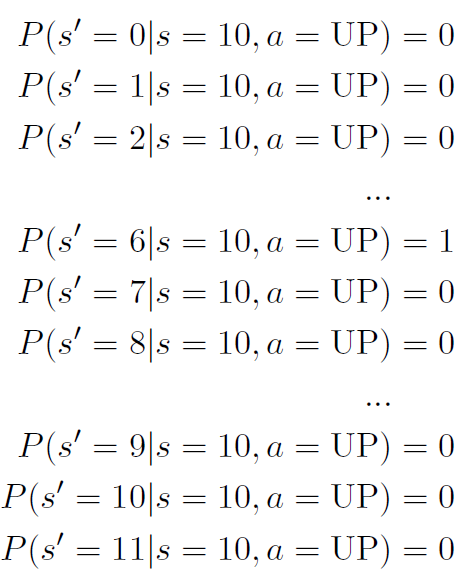 P(s′ = 0|s = 10, a = UP) = 0
P(s′ = 1|s = 10, a = UP) = 0
P(s′ = 2|s = 10, a = UP) = 0
...
P(s′ = 6|s = 10, a = UP) = 1
P(s′ = 7|s = 10, a = UP) = 0
P(s′ = 8|s = 10, a = UP) = 0
...
P(s′ = 9|s = 10, a = UP) = 0
P(s′ = 10|s = 10, a = UP) = 0
P(s′ = 11|s = 10, a = UP) = 0